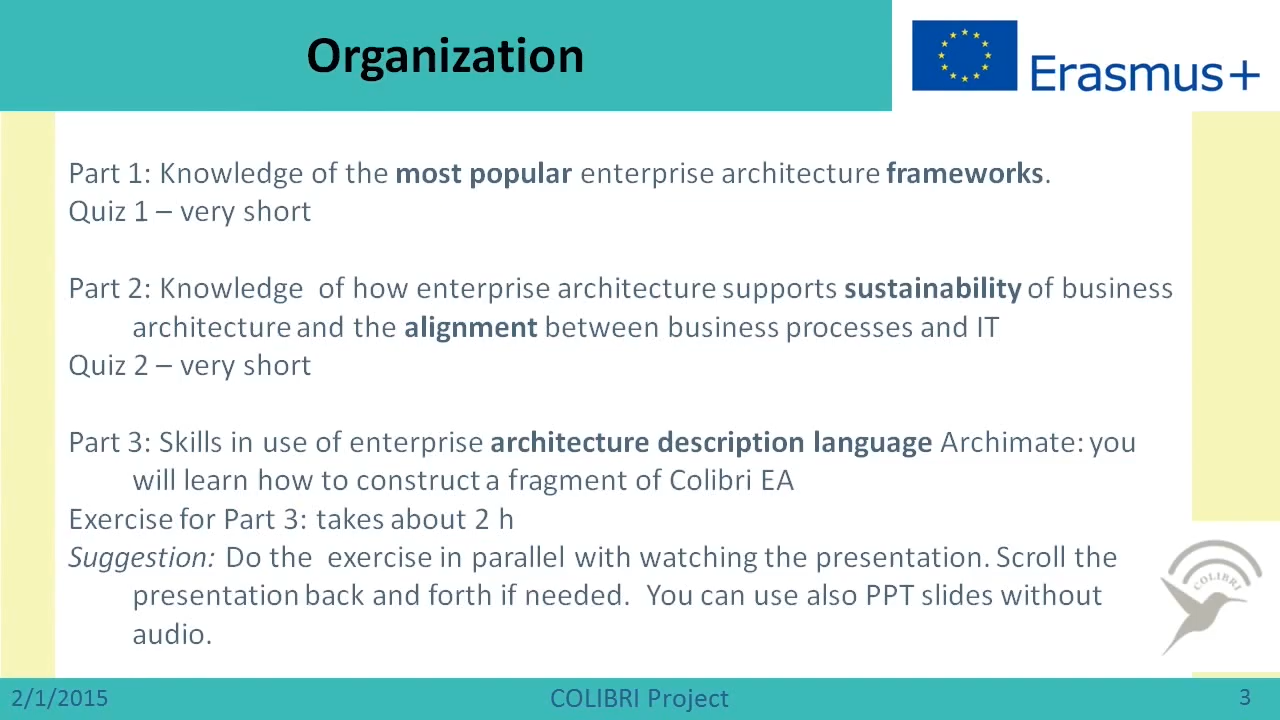 Organization
Erasmus+
Part 1: Knowledge of the most popular enterprise architecture frameworks.
Quiz 1 – very short
Part 2: Knowledge  of how enterprise architecture supports sustainability of business
architecture and the alignment between business processes and IT
Quiz 2 – very short
Part 3: Skills in use of enterprise architecture description language Archimate: you
will learn how to construct a fragment of Colibri EA
Exercise for Part 3: takes about 2 h
Suggestion: Do the  exercise in parallel with watching the presentation. Scroll the
presentation back and forth if needed.  You can use also PPT slides without
audio.
COLIBRI
2/1/2015
COLIBRI Project
3